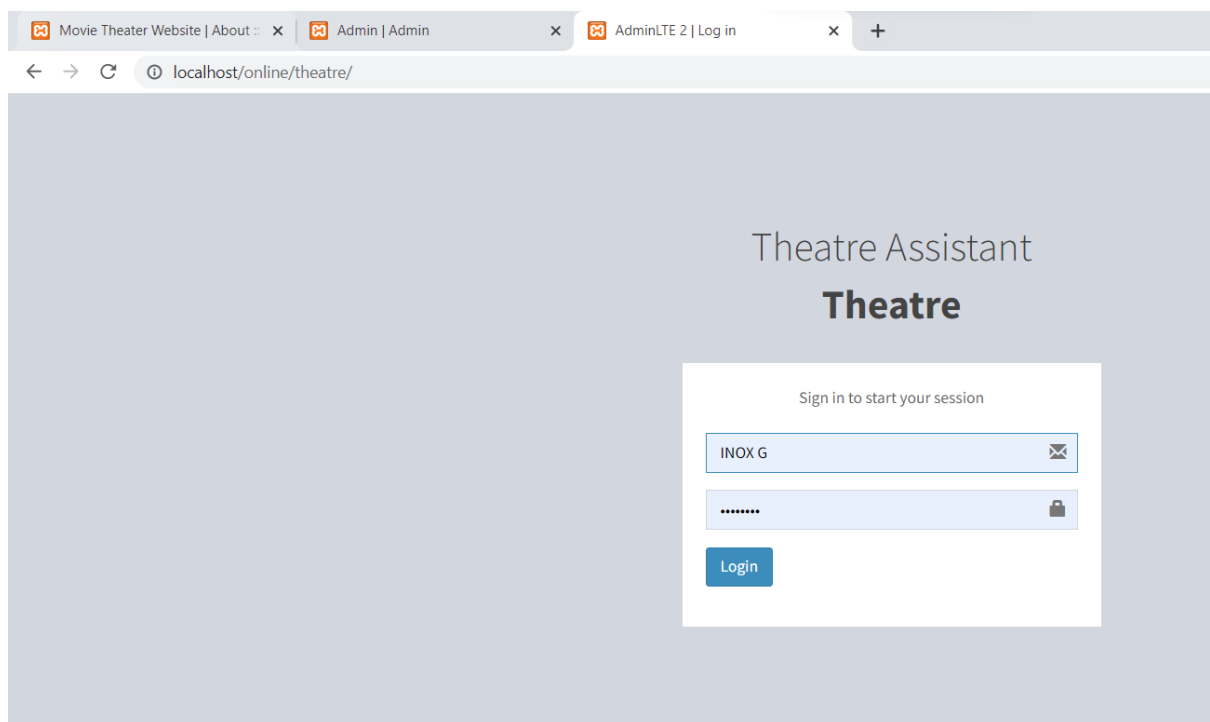 Movie Theater Website | About ::
Admin | Admin
AdminLTE 2 | Log in
localhost/online/theatre/
Theatre Assistant
Theatre
Sign in to start your session
INOX G
••••••••
Login